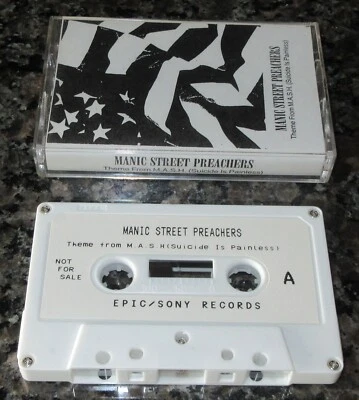 MANIC STREET PREACHERS
Theme From M.A.S.H. (Suicide Is Painless)
MANIC STREET PREACHERS
Theme From M.A.S.H. (Suicide Is Painless)
MANIC STREET PREACHERS
Theme from M.A.S.H(Suicide Is Painless)
NOT
FOR
SALE
A
EPIC/SONY RECORDS